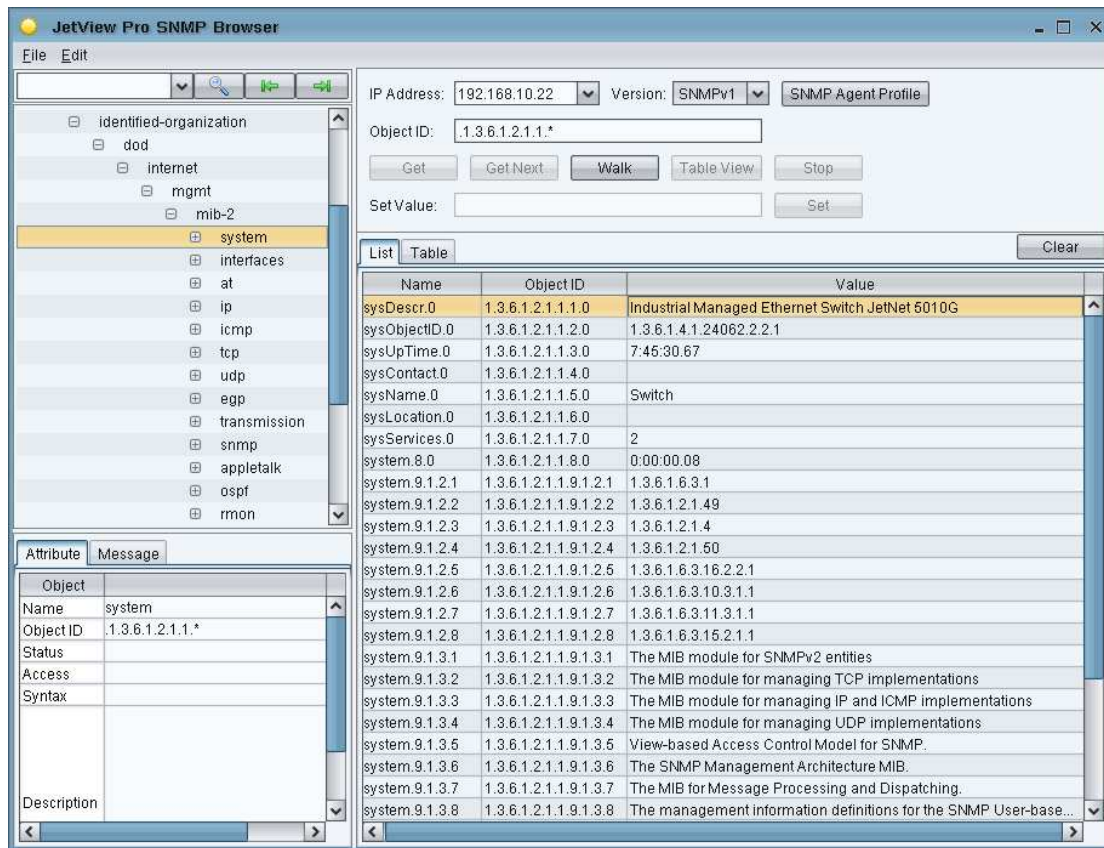 JetView Pro SNMP Browser
File Edit
identified-organization
dod
internet
mgmt
mib-2
system
interfaces
at
ip
icmp
tcp
udp
egp
transmission
snmp
appletalk
ospf
rmon
Attribute Message
Object
Name system
Object ID .1.3.6.1.2.1.1.*
Status
Access
Syntax
Description
IP Address: 192.168.10.22 Version: SNMPv1 SNMP Agent Profile
Object ID: .1.3.6.1.2.1.1.*
Get Get Next Walk Table View Stop
Set Value: Set
List Table Clear
Name Object ID Value
sysDescr.0 1.3.6.1.2.1.1.1.0 Industrial Managed Ethernet Switch JetNet 5010G
sysObjectID.0 1.3.6.1.2.1.1.2.0 1.3.6.1.4.1.24062.2.2.1
sysUpTime.0 1.3.6.1.2.1.1.3.0 7:45:30.67
sysContact.0 1.3.6.1.2.1.1.4.0
sysName.0 1.3.6.1.2.1.1.5.0 Switch
sysLocation.0 1.3.6.1.2.1.1.6.0
sysServices.0 1.3.6.1.2.1.1.7.0 2
system.8.0 1.3.6.1.2.1.1.8.0 0:00:00.08
system.9.1.2.1 1.3.6.1.2.1.1.9.1.2.1 1.3.6.1.6.3.1
system.9.1.2.2 1.3.6.1.2.1.1.9.1.2.2 1.3.6.1.2.1.49
system.9.1.2.3 1.3.6.1.2.1.1.9.1.2.3 1.3.6.1.2.1.4
system.9.1.2.4 1.3.6.1.2.1.1.9.1.2.4 1.3.6.1.2.1.50
system.9.1.2.5 1.3.6.1.2.1.1.9.1.2.5 1.3.6.1.6.3.16.2.2.1
system.9.1.2.6 1.3.6.1.2.1.1.9.1.2.6 1.3.6.1.6.3.10.3.1.1
system.9.1.2.7 1.3.6.1.2.1.1.9.1.2.7 1.3.6.1.6.3.11.3.1.1
system.9.1.2.8 1.3.6.1.2.1.1.9.1.2.8 1.3.6.1.6.3.15.2.1.1
system.9.1.3.1 1.3.6.1.2.1.1.9.1.3.1 The MIB module for SNMPv2 entities
system.9.1.3.2 1.3.6.1.2.1.1.9.1.3.2 The MIB module for managing TCP implementations
system.9.1.3.3 1.3.6.1.2.1.1.9.1.3.3 The MIB module for managing IP and ICMP implementations
system.9.1.3.4 1.3.6.1.2.1.1.9.1.3.4 The MIB module for managing UDP implementations
system.9.1.3.5 1.3.6.1.2.1.1.9.1.3.5 View-based Access Control Model for SNMP.
system.9.1.3.6 1.3.6.1.2.1.1.9.1.3.6 The SNMP Management Architecture MIB.
system.9.1.3.7 1.3.6.1.2.1.1.9.1.3.7 The MIB for Message Processing and Dispatching.
system.9.1.3.8 1.3.6.1.2.1.1.9.1.3.8 The management information definitions for the SNMP User-base...